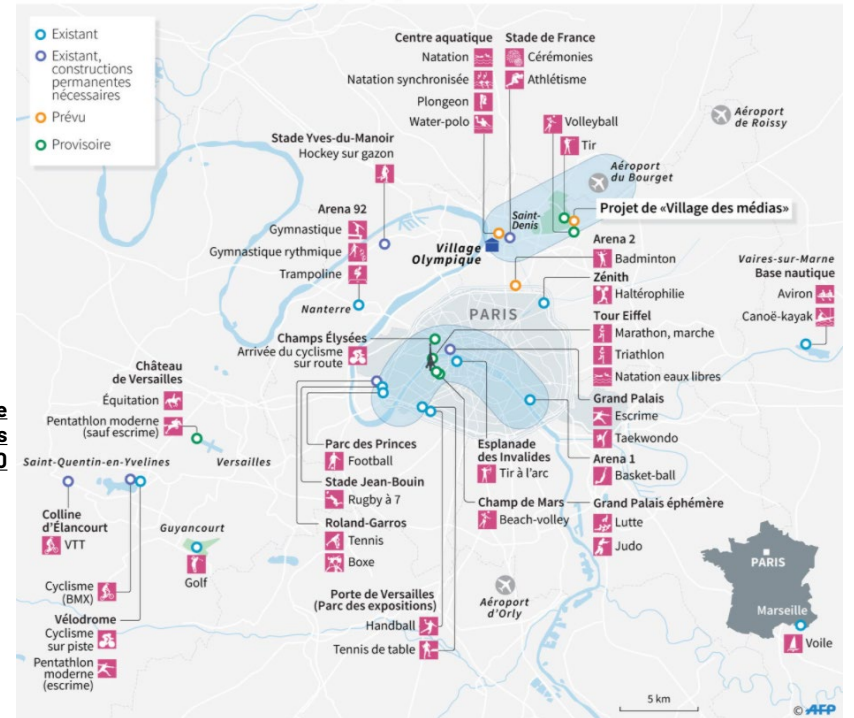 Existant
Existant,
constructions
permanentes
nécessaires
Prévu
Provisoire
Centre aquatique
Natation
Natation synchronisée
Plongeon
Water-polo
Stade de France
Cérémonies
Athlétisme
Volleyball
Tir
Aéroport
de Roissy
Aéroport
du Bourget
Stade Yves-du-Manoir
Hockey sur gazon
Saint-
Denis
Projet de «Village des médias»
Village
Olympique
Arena 92
Gymnastique
Gymnastique rythmique
Trampoline
Nanterre
Arena 2
Badminton
Zénith
Haltérophilie
Vaires-sur-Marne
Base nautique
Aviron
Canoë-kayak
PARIS
Tour Eiffel
Marathon, marche
Triathlon
Natation eaux libres
Champs Élysées
Arrivée du cyclisme
sur route
Château
de Versailles
Équitation
Pentathlon moderne
(sauf escrime)
Grand Palais
Escrime
Taekwondo
e
s
0
Saint-Quentin-en-Yvelines
Versailles
Parc des Princes
Football
Stade Jean-Bouin
Rugby à 7
Roland-Garros
Tennis
Boxe
Esplanade
des Invalides
Tir à l'arc
Arena 1
Basket-ball
Champ de Mars
Beach-volley
Grand Palais éphémère
Lutte
Judo
Colline
d'Élancourt
VTT
Guyancourt
Golf
Cyclisme
(BMX)
Vélodrome
Cyclisme
sur piste
Pentathlon
moderne
(escrime)
Porte de Versailles
(Parc des expositions)
Handball
Tennis de table
Aéroport
d'Orly
PARIS
Marseille
Voile
5 km
© AFP